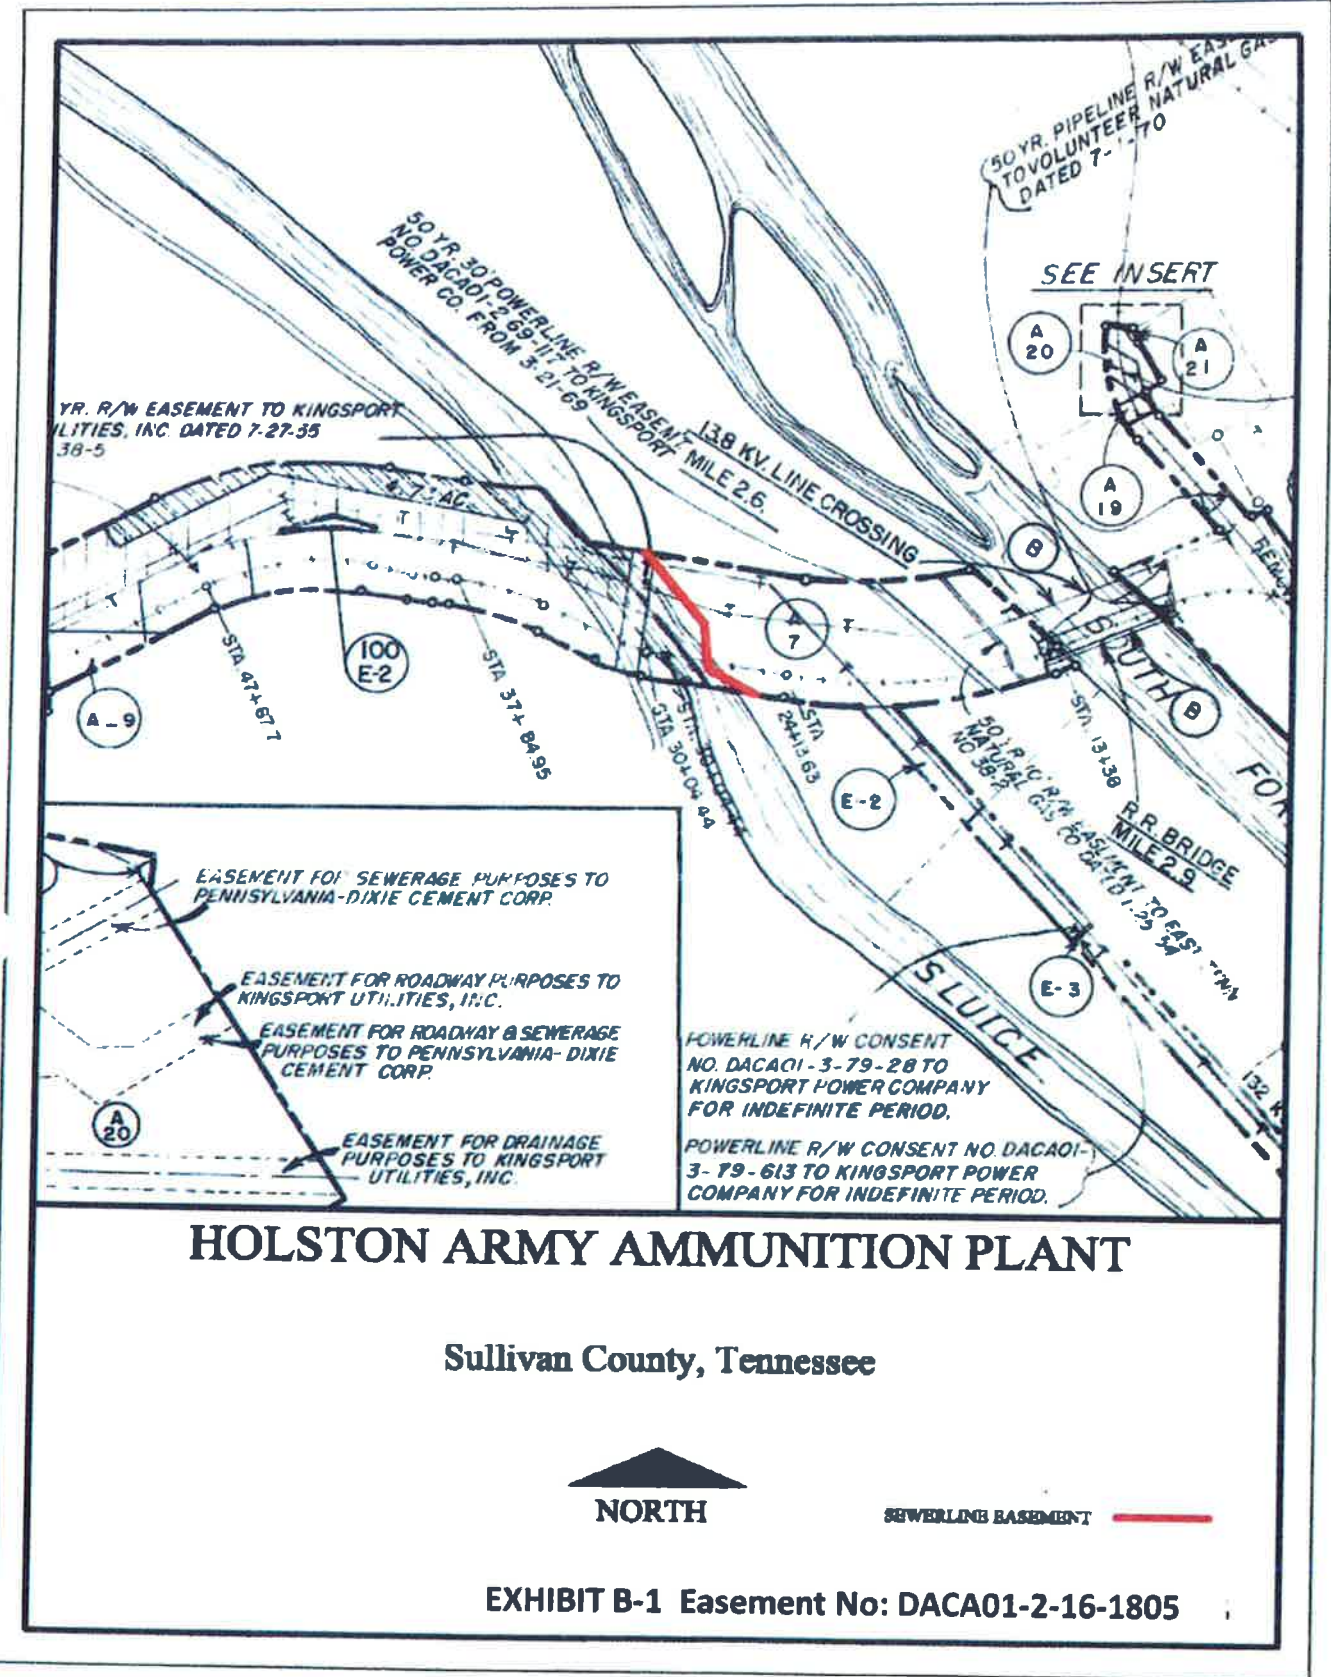 50 YR. PIPELINE R/W
TO VOLUNTEER NATURAL
DATED
SEE INSERT
A
20
A
21
A
19
50 YR. 30' POWERLINE R/W EASEM'T
NO. DACA01-2-69-117 TO KINGSPORT
POWER CO. FROM 3-21-69
MILE 2.6.
138 KV. LINE CROSSING
YR. R/W EASEMENT TO KINGSPORT
ILITIES, INC. DATED 7-27-35
38-5
AC.
B
A
7
100
E-2
A-9
STA 47+67.7
STA 37+84.95
STA 30+04.44
STA
24+13.63
STA. 13+38
SOUTH
FOR
B
E-2
R.R. BRIDGE
MILE 2.9
E-3
SLUICE
EASEMENT FOR SEWERAGE PURPOSES TO
PENNSYLVANIA-DIXIE CEMENT CORP.
EASEMENT FOR ROADWAY PURPOSES TO
KINGSPORT UTILITIES, INC.
EASEMENT FOR ROADWAY & SEWERAGE
PURPOSES TO PENNSYLVANIA-DIXIE
CEMENT CORP.
A
20
EASEMENT FOR DRAINAGE
PURPOSES TO KINGSPORT
UTILITIES, INC.
POWERLINE R/W CONSENT
NO. DACA01-3-79-28 TO
KINGSPORT POWER COMPANY
FOR INDEFINITE PERIOD.
POWERLINE R/W CONSENT NO. DACA01-
3-79-613 TO KINGSPORT POWER
COMPANY FOR INDEFINITE PERIOD.
132 K
HOLSTON ARMY AMMUNITION PLANT
Sullivan County, Tennessee
NORTH
SEWERLINE EASEMENT
EXHIBIT B-1 Easement No: DACA01-2-16-1805